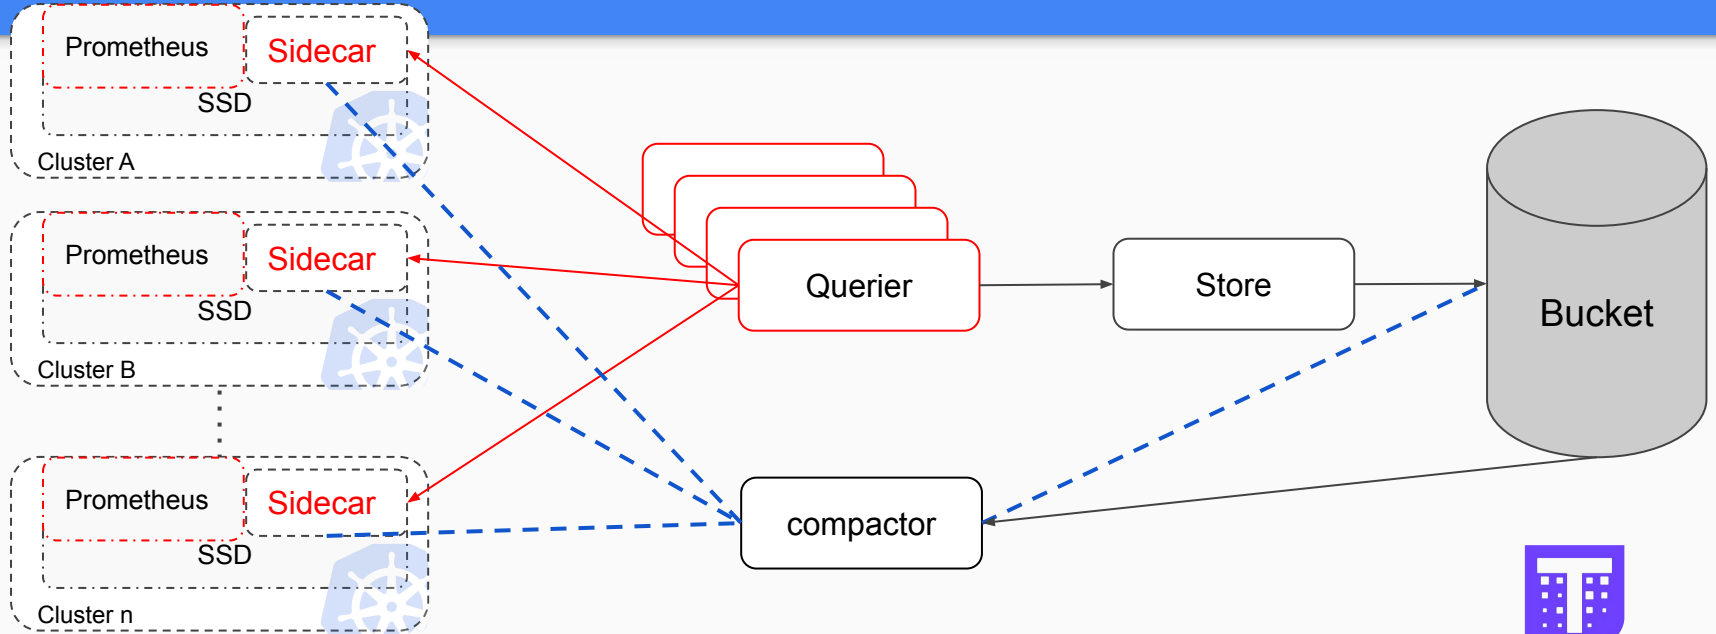 Prometheus
Sidecar
SSD
Cluster A
Prometheus
Sidecar
SSD
Cluster B
Prometheus
Sidecar
SSD
Cluster n
Querier
Store
Bucket
compactor
T